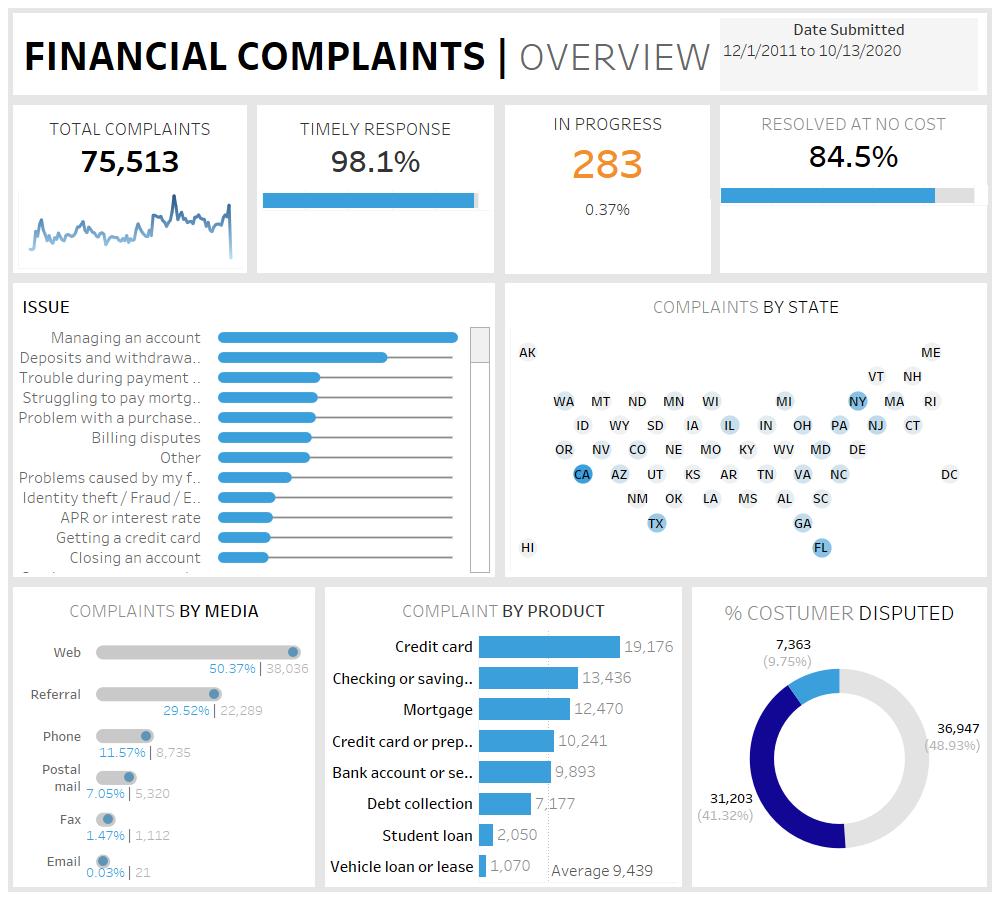 FINANCIAL COMPLAINTS | OVERVIEW
Date Submitted
12/1/2011 to 10/13/2020
TOTAL COMPLAINTS
75,513
TIMELY RESPONSE
98.1%
IN PROGRESS
283
0.37%
RESOLVED AT NO COST
84.5%
ISSUE
Managing an account
Deposits and withdrawa..
Trouble during payment ..
Struggling to pay mortg..
Problem with a purchase..
Billing disputes
Other
Problems caused by my f..
Identity theft / Fraud / E..
APR or interest rate
Getting a credit card
Closing an account
COMPLAINTS BY STATE
AK ME
VT NH
WA MT ND MN WI MI NY MA RI
ID WY SD IA IL IN OH PA NJ CT
OR NV CO NE MO KY WV MD DE
CA AZ UT KS AR TN VA NC DC
NM OK LA MS AL SC
TX GA
HI FL
COMPLAINTS BY MEDIA
Web
50.37% | 38,036
Referral
29.52% | 22,289
Phone
11.57% | 8,735
Postal
mail
7.05% | 5,320
Fax
1.47% | 1,112
Email
0.03% | 21
COMPLAINT BY PRODUCT
Credit card 19,176
Checking or saving.. 13,436
Mortgage 12,470
Credit card or prep.. 10,241
Bank account or se.. 9,893
Debt collection 7,177
Student loan 2,050
Vehicle loan or lease 1,070
Average 9,439
% COSTUMER DISPUTED
7,363
(9.75%)
36,947
(48.93%)
31,203
(41.32%)